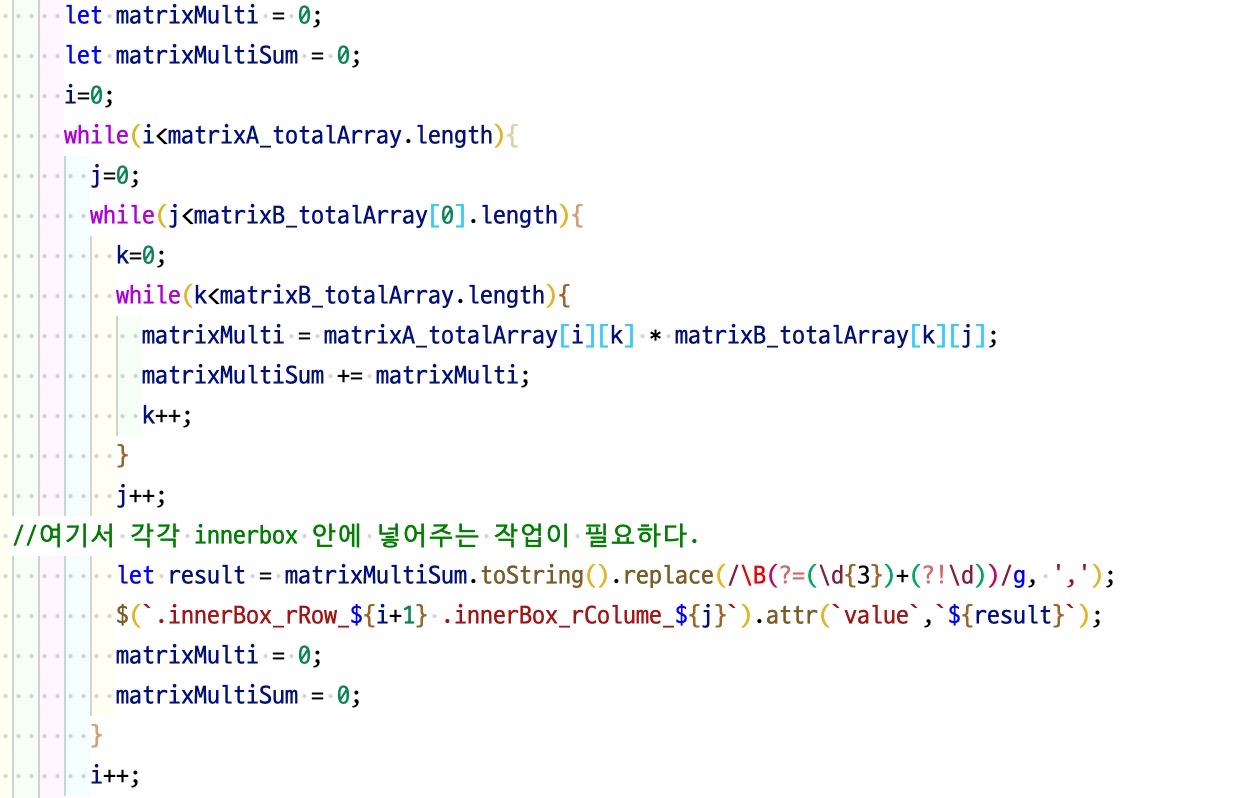 let matrixMulti = 0;
let matrixMultiSum = 0;
i=0;
while(i<matrixA_totalArray.length){
j=0;
while(j<matrixB_totalArray[0].length){
k=0;
while(k<matrixB_totalArray.length){
matrixMulti = matrixA_totalArray[i][k] * matrixB_totalArray[k][j];
matrixMultiSum += matrixMulti;
k++;
}
j++;
//여기서 각각 innerbox 안에 넣어주는 작업이 필요하다.
let result = matrixMultiSum.toString().replace(/\B(?=(\d{3})+(?!\d))/g, ',');
$(`.innerBox_rRow_${i+1} .innerBox_rColume_${j}`).attr(`value`,`${result}`);
matrixMulti = 0;
matrixMultiSum = 0;
}
i++;